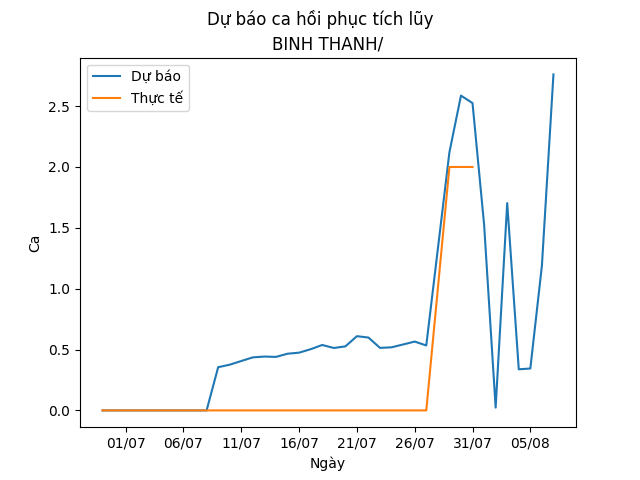 Dự báo ca hồi phục tích lũy
BINH THANH/
Dự báo
Thực tế
Ca
2.5
2.0
1.5
1.0
0.5
0.0
01/07 06/07 11/07 16/07 21/07 26/07 31/07 05/08
Ngày